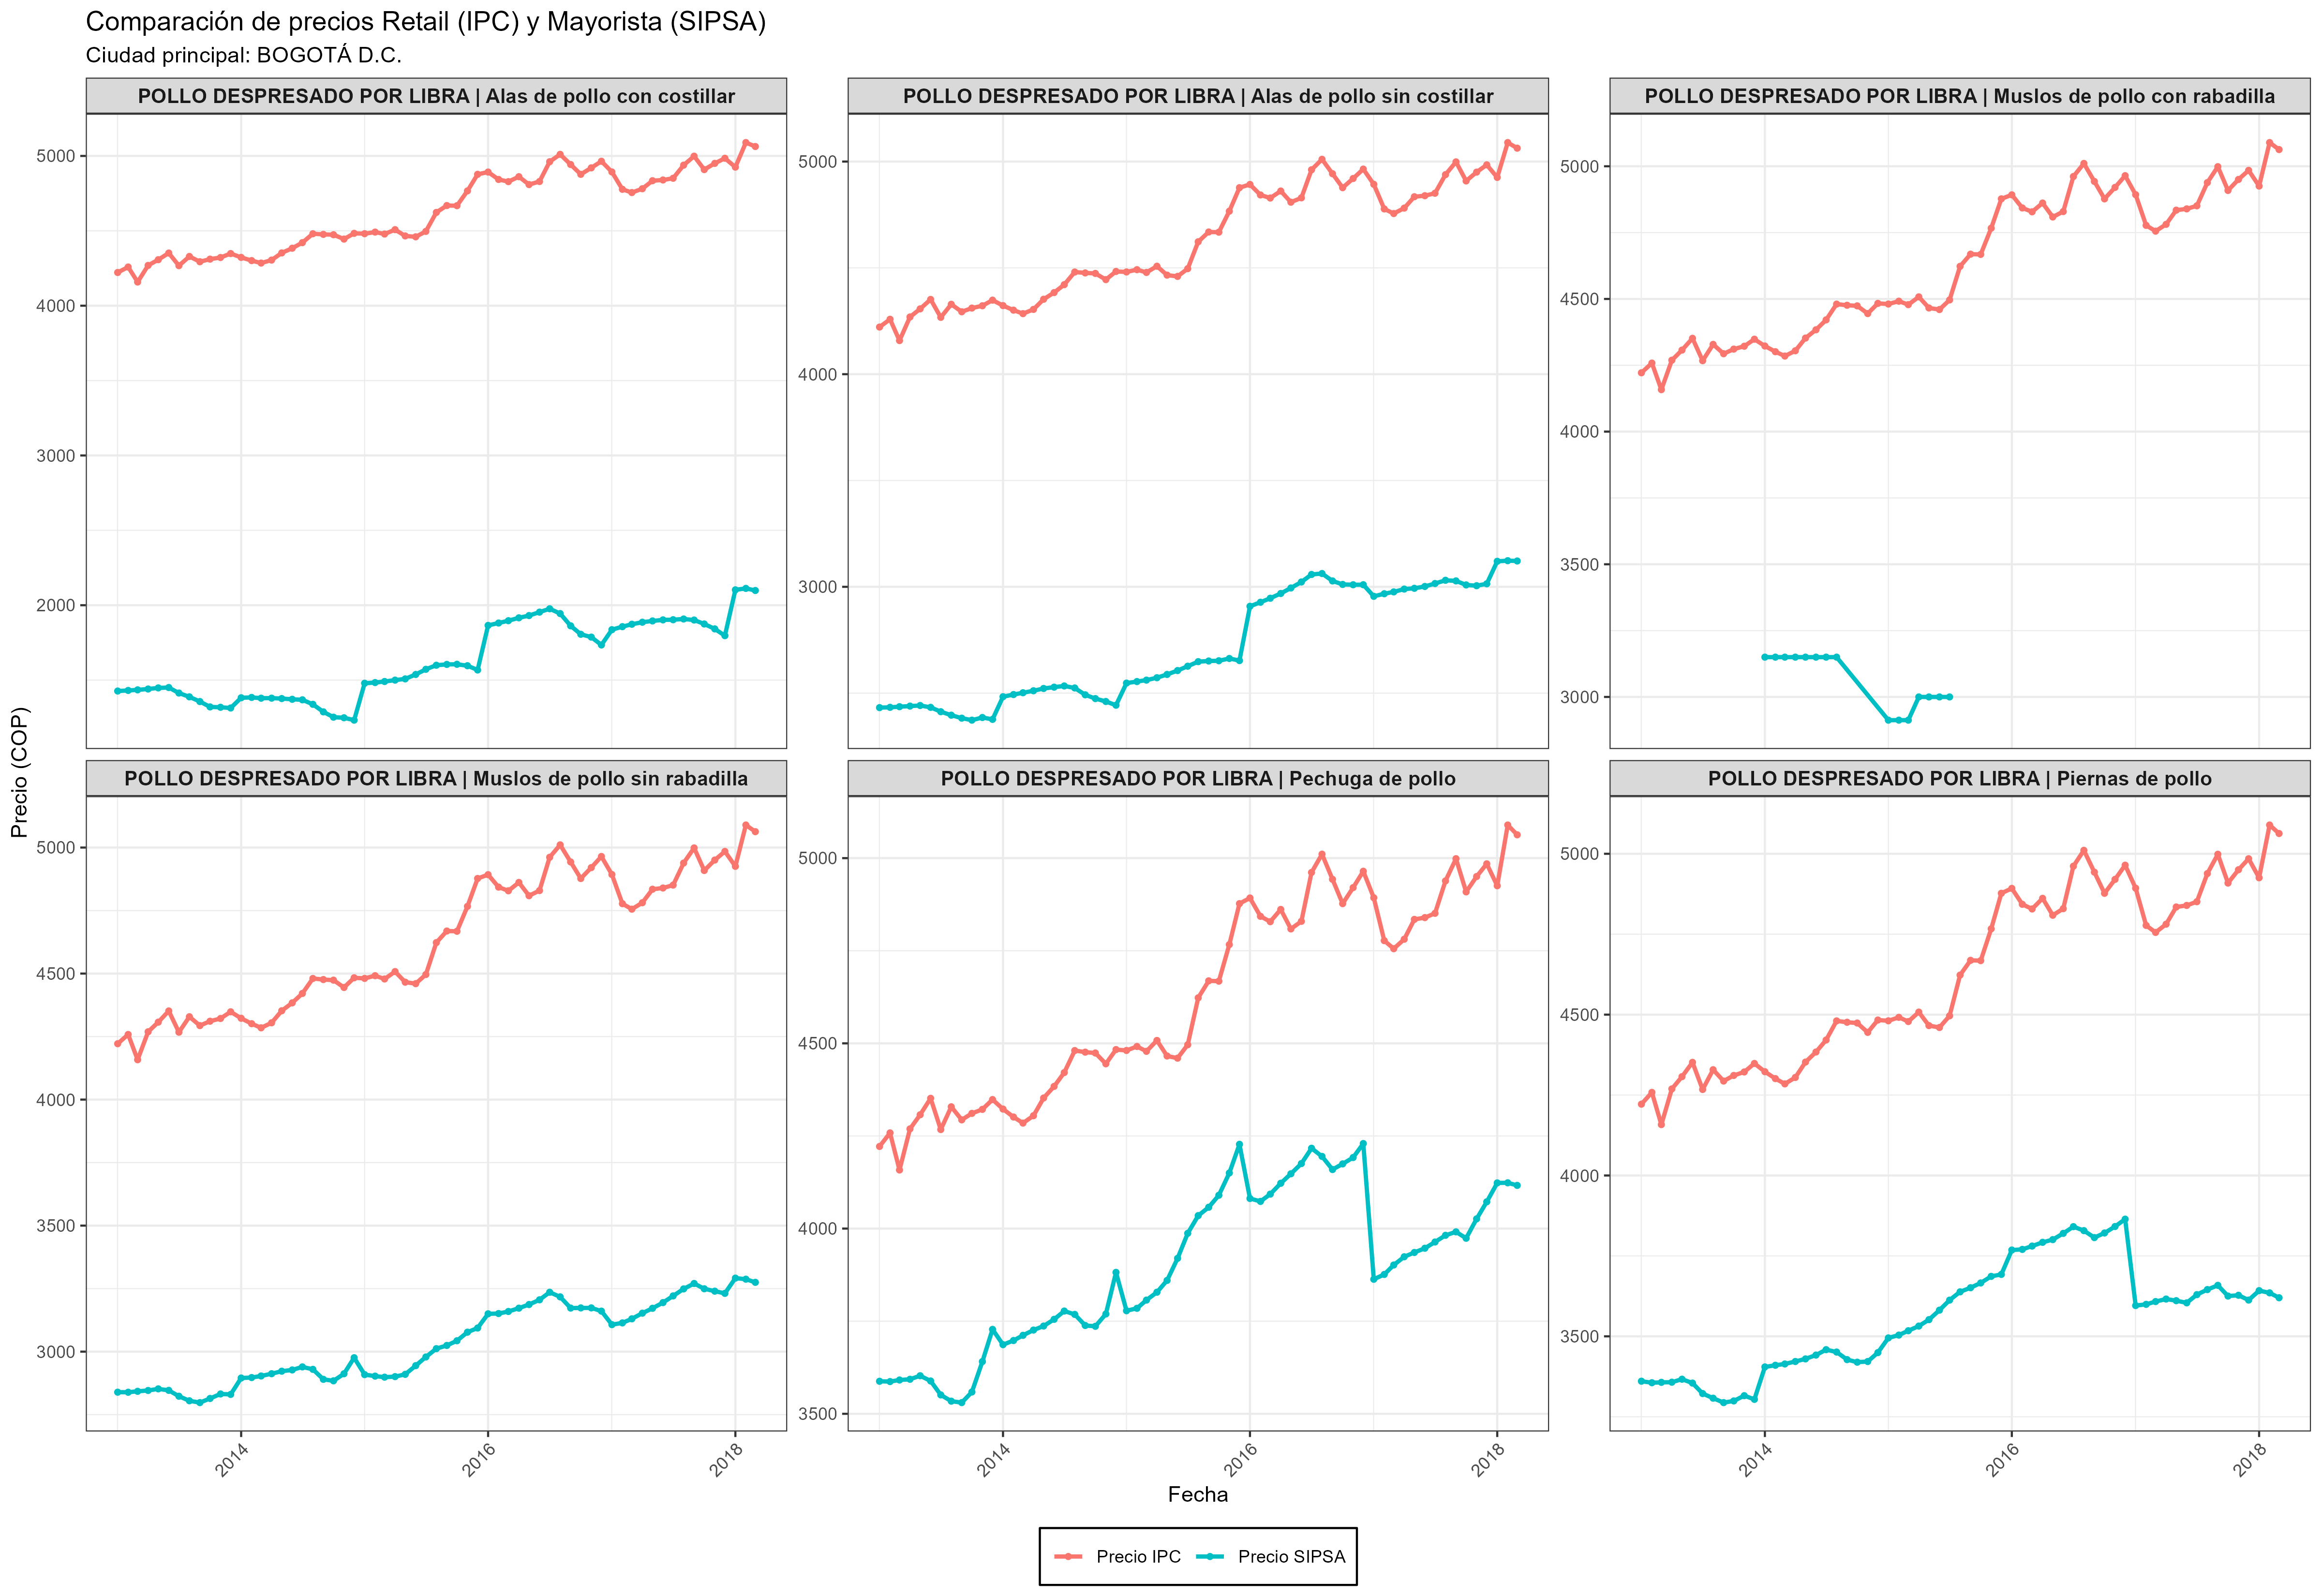 Comparación de precios Retail (IPC) y Mayorista (SIPSA)
Ciudad principal: BOGOTÁ D.C.
POLLO DESPRESADO POR LIBRA | Alas de pollo con costillar
POLLO DESPRESADO POR LIBRA | Alas de pollo sin costillar
POLLO DESPRESADO POR LIBRA | Muslos de pollo con rabadilla
5000
4000
3000
2000
5000
4000
3000
5000
4500
4000
3500
3000
Precio (COP)
POLLO DESPRESADO POR LIBRA | Muslos de pollo sin rabadilla
POLLO DESPRESADO POR LIBRA | Pechuga de pollo
POLLO DESPRESADO POR LIBRA | Piernas de pollo
5000
4500
4000
3500
3000
5000
4500
4000
3500
5000
4500
4000
3500
2014
2016
2018
2014
2016
2018
2014
2016
2018
Fecha
Precio IPC
Precio SIPSA